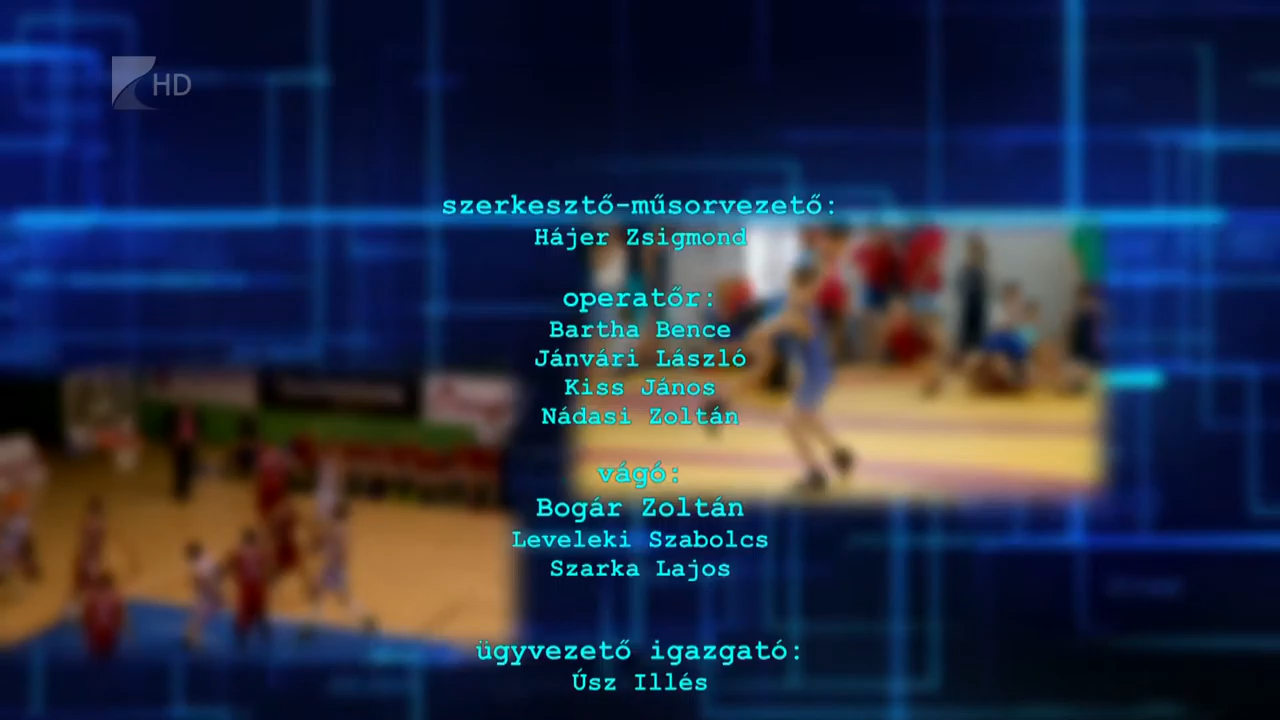 HD
szerkesztő-műsorvezető:
Hájer Zsigmond
operatőr:
Bartha Bence
Jánvári László
Kiss János
Nádasi Zoltán
vágó:
Bogár Zoltán
Leveleki Szabolcs
Szarka Lajos
ügyvezető igazgató:
Úsz Illés